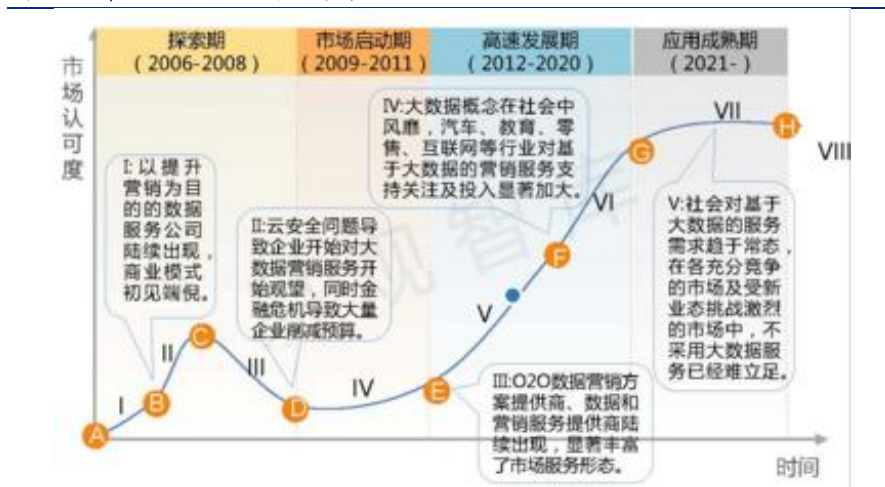 探索期
（2006-2008）
市场启动期
（2009-2011）
高速发展期
（2012-2020）
应用成熟期
（2021-）
市场认可度
I:以提升
营销为目
的的数据
服务公司
陆续出现，
商业模式
初见端倪。
II:云安全问题导
致企业开始对大
数据营销服务开
始观望，同时金
融危机导致大量
企业削减预算。
IV:大数据概念在社会中
风靡，汽车、教育、零
售、互联网等行业对基
于大数据的营销服务支
持关注及投入显著加大。
V:社会对基于
大数据的服务
需求趋于常态，
在各充分竞争
的市场及受新
业态挑战激烈
的市场中，不
采用大数据服
务已经难立足。
III:O2O数据营销方
案提供商、数据和
营销服务提供商陆
续出现，显著丰富
了市场服务形态。
A
I
B
II
C
III
D
IV
E
V
F
VI
G
VII
H
VIII
时间